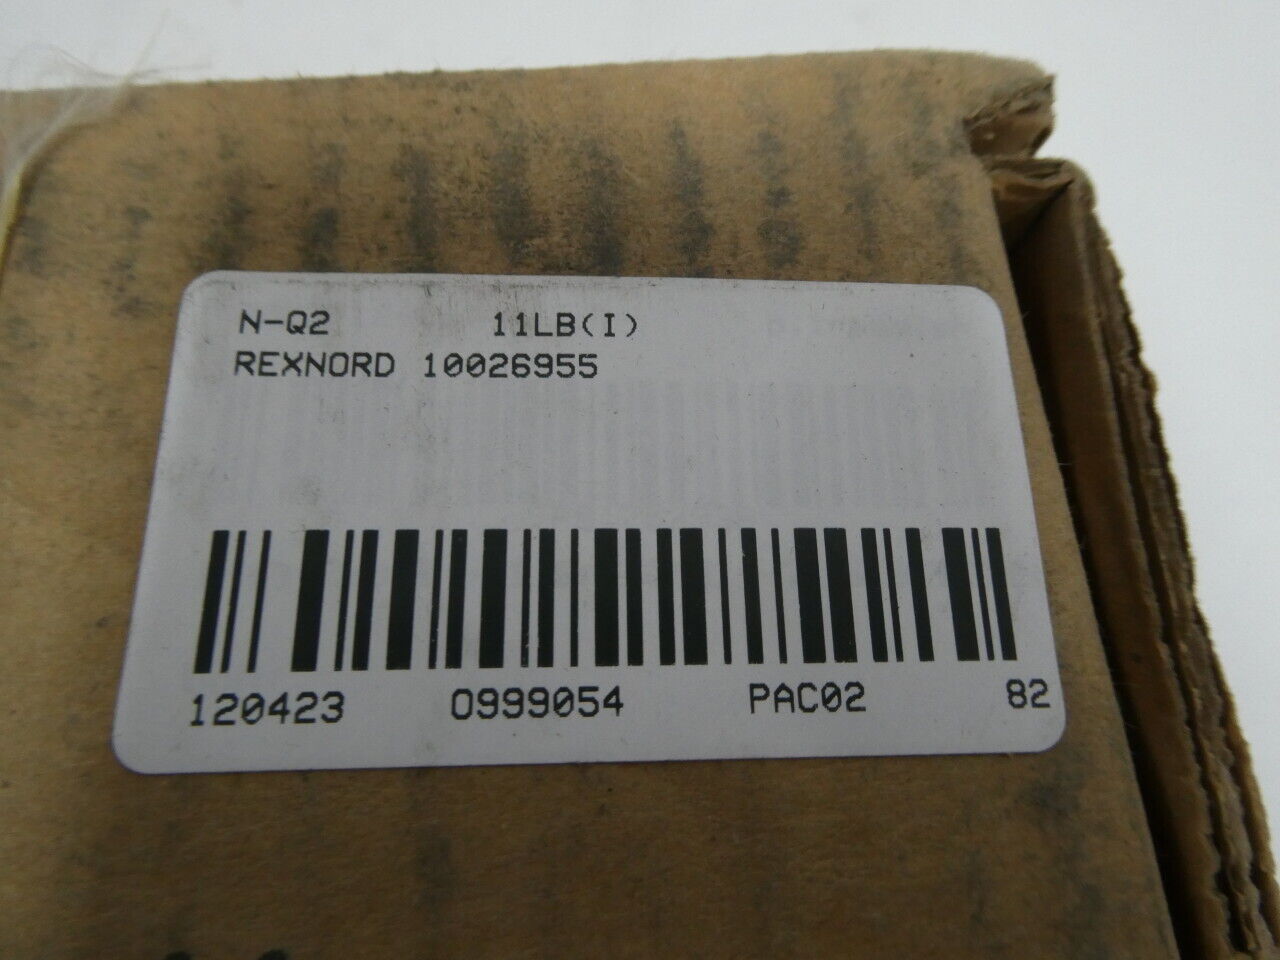 N-Q2 11LB(I)
REXNORD 10026955
120423 0999054 PAC02 82